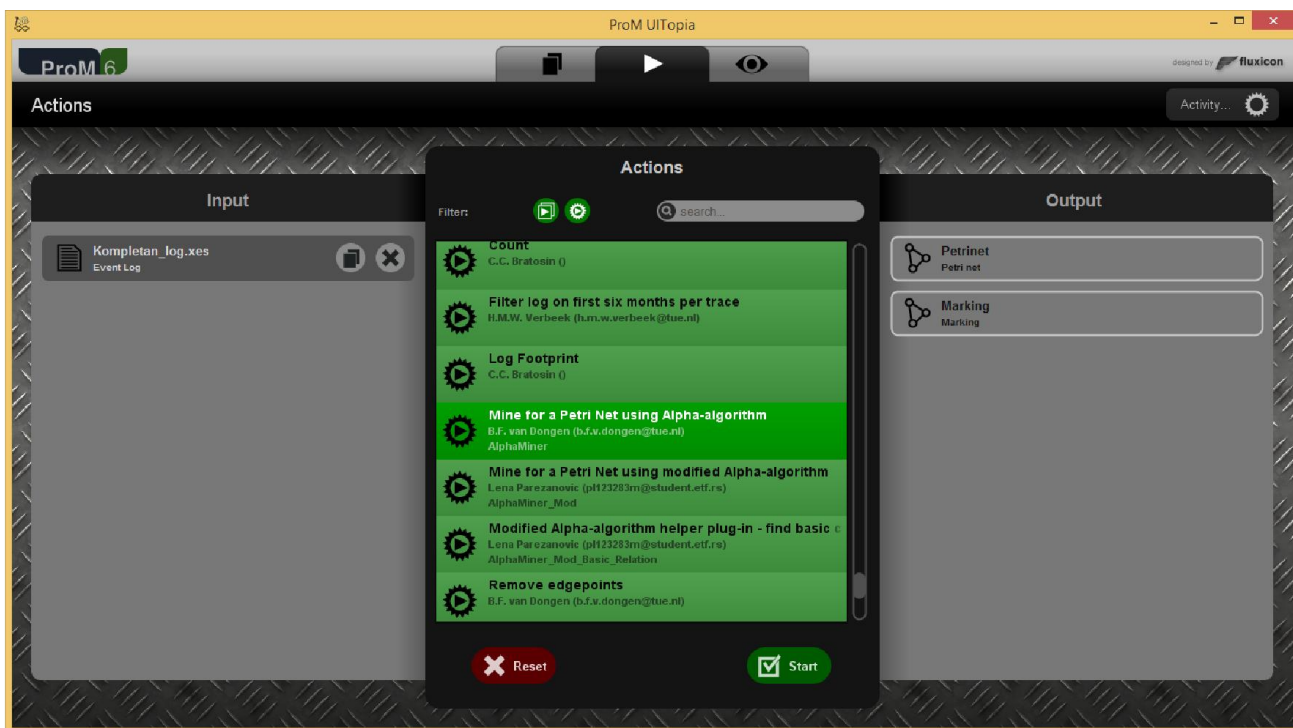 ProM UITopia
ProM 6
designed by fluxicon
Actions
Activity...
Input
Kompletan_log.xes
Event Log
Actions
Filter:
search...
Count
C.C. Bratosin ()
Filter log on first six months per trace
H.M.W. Verbeek (h.m.w.verbeek@tue.nl)
Log Footprint
C.C. Bratosin ()
Mine for a Petri Net using Alpha-algorithm
B.F. van Dongen (b.f.v.dongen@tue.nl)
AlphaMiner
Mine for a Petri Net using modified Alpha-algorithm
Lena Parezanovic (pl123283m@student.etf.rs)
AlphaMiner_Mod
Modified Alpha-algorithm helper plug-in - find basic
Lena Parezanovic (pl123283m@student.etf.rs)
AlphaMiner_Mod_Basic_Relation
Remove edgepoints
B.F. van Dongen (b.f.v.dongen@tue.nl)
Reset
Start
Output
Petrinet
Petri net
Marking
Marking